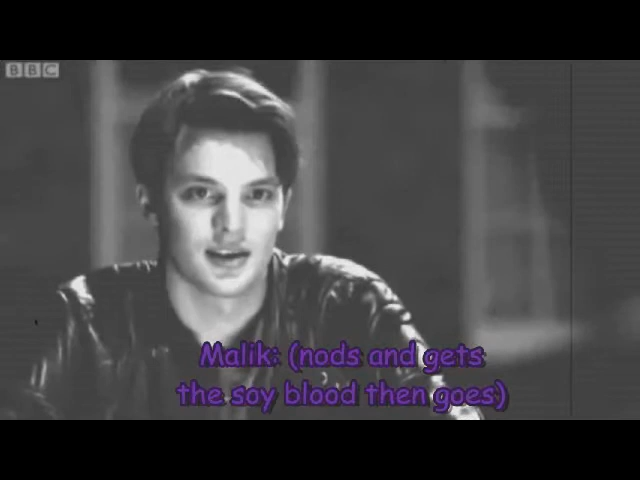 BBC
Malik: (nods and gets
the soy blood then goes)